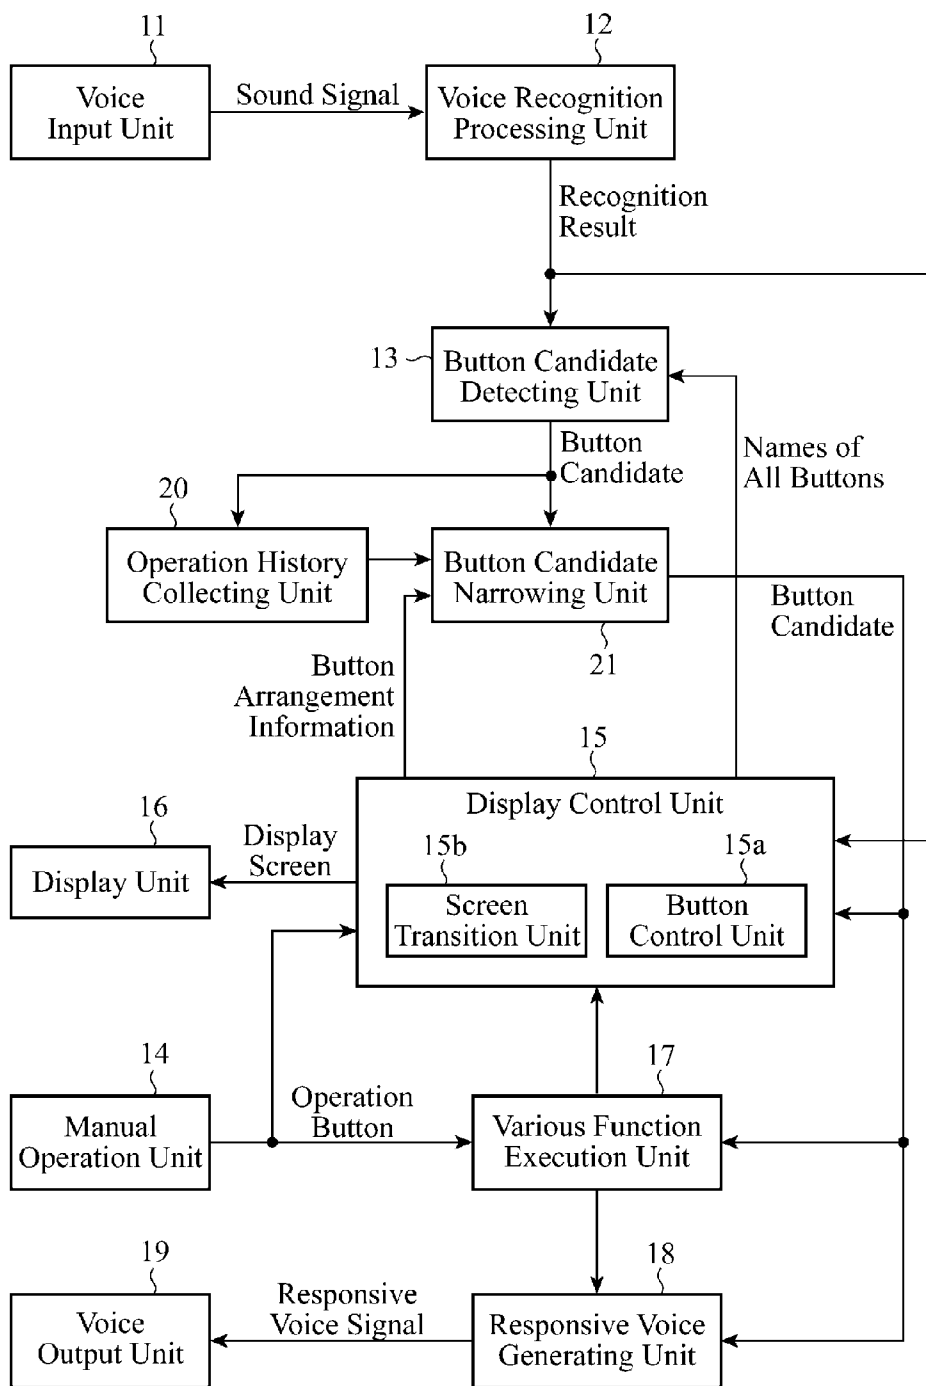 11
12
Voice
Input Unit
Sound Signal
Voice Recognition
Processing Unit
Recognition
Result
13
Button Candidate
Detecting Unit
Button
Candidate
Names of
All Buttons
20
Operation History
Collecting Unit
Button Candidate
Narrowing Unit
21
Button
Candidate
Button
Arrangement
Information
15
Display Control Unit
16
Display
Screen
Display Unit
15b
Screen
Transition Unit
15a
Button
Control Unit
14
Manual
Operation Unit
Operation
Button
17
Various Function
Execution Unit
19
Voice
Output Unit
Responsive
Voice Signal
18
Responsive Voice
Generating Unit